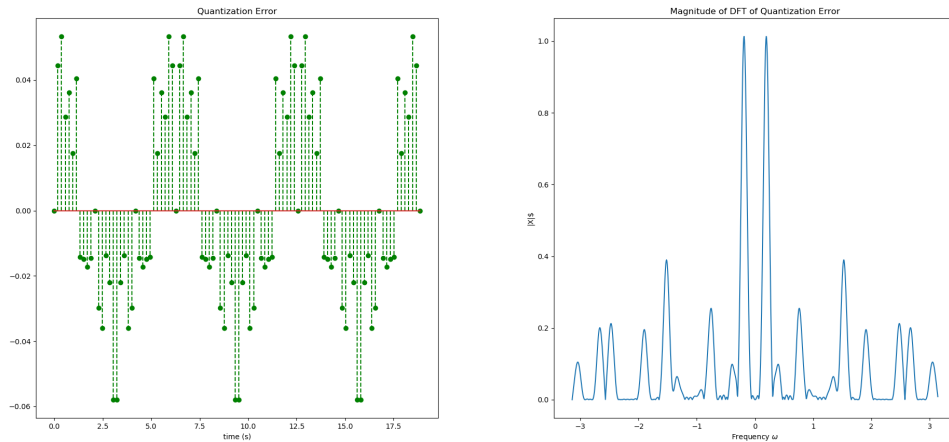 Quantization Error
0.04
0.02
0.00
−0.02
−0.04
−0.06
0.0 2.5 5.0 7.5 10.0 12.5 15.0 17.5
time (s)
Magnitude of DFT of Quantization Error
1.0
0.8
0.6
0.4
0.2
0.0
|X|$
−3 −2 −1 0 1 2 3
Frequency ω